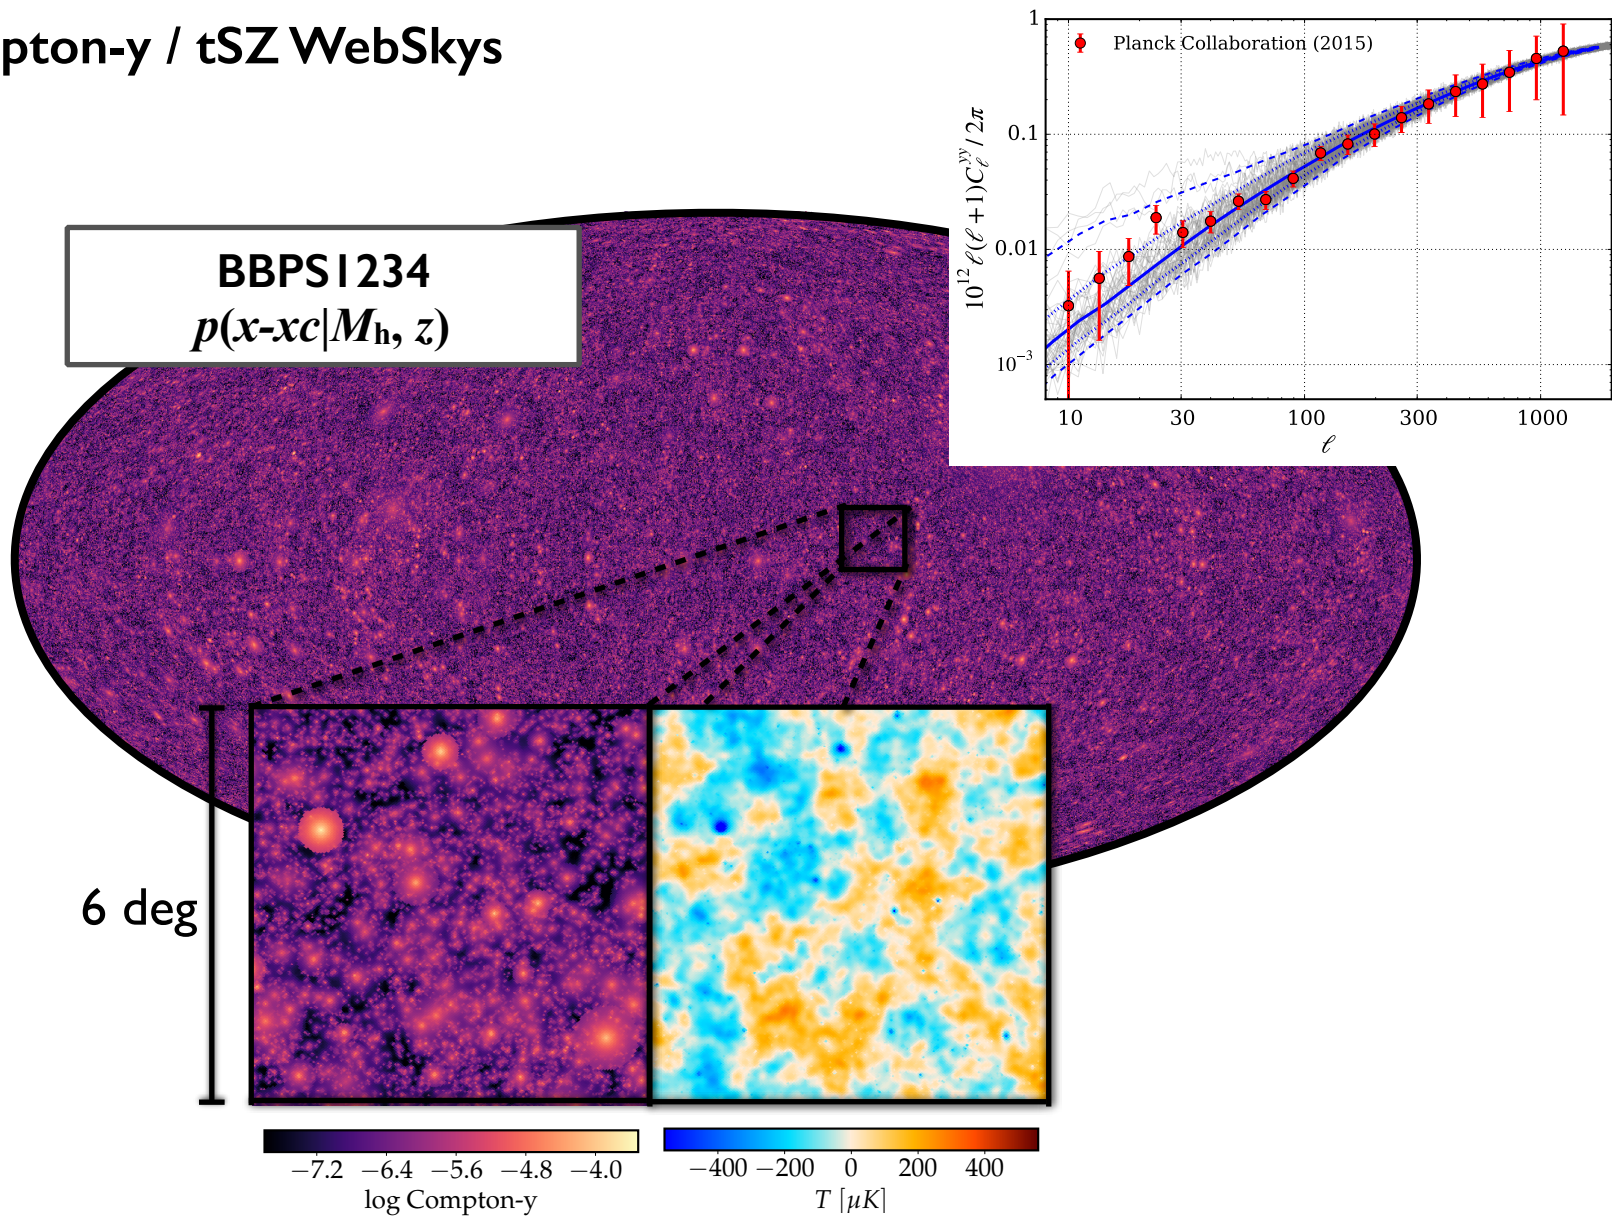 pton-y / tSZ WebSkys
BBPS1234
p(x-xc|M_h, z)
Planck Collaboration (2015)
10^12 ℓ(ℓ+1)C_ℓ^yy/2π
1
0.1
0.01
10^−3
10 30 100 300 1000
ℓ
6 deg
−7.2 −6.4 −5.6 −4.8 −4.0
log Compton-y
−400 −200 0 200 400
T [μK]